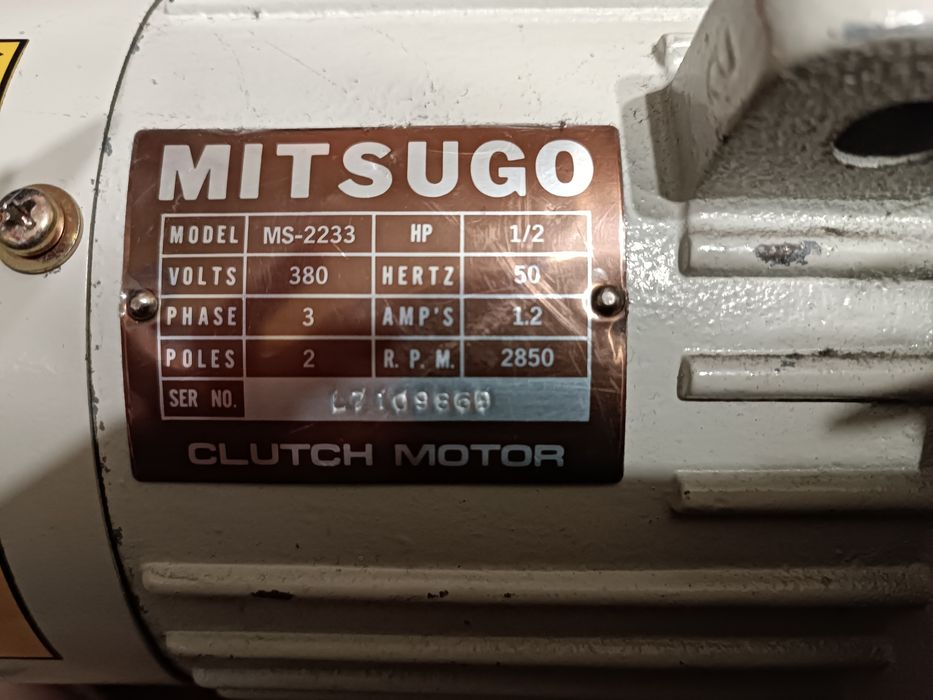 MITSUGO
MODEL MS-2233 HP 1/2
VOLTS 380 HERTZ 50
PHASE 3 AMP'S 1.2
POLES 2 R. P. M. 2850
SER NO.
CLUTCH MOTOR